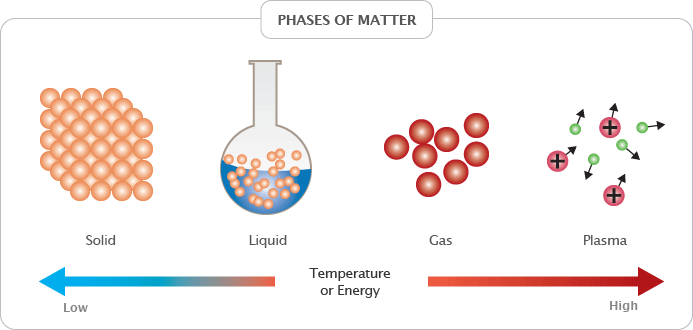 PHASES OF MATTER
+
+
+
Solid
Liquid
Gas
Plasma
Temperature
or Energy
Low
High